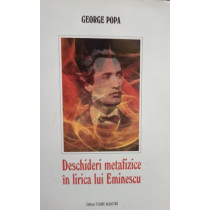 GEORGE POPA
Deschideri metafizice
în lirica lui Eminescu